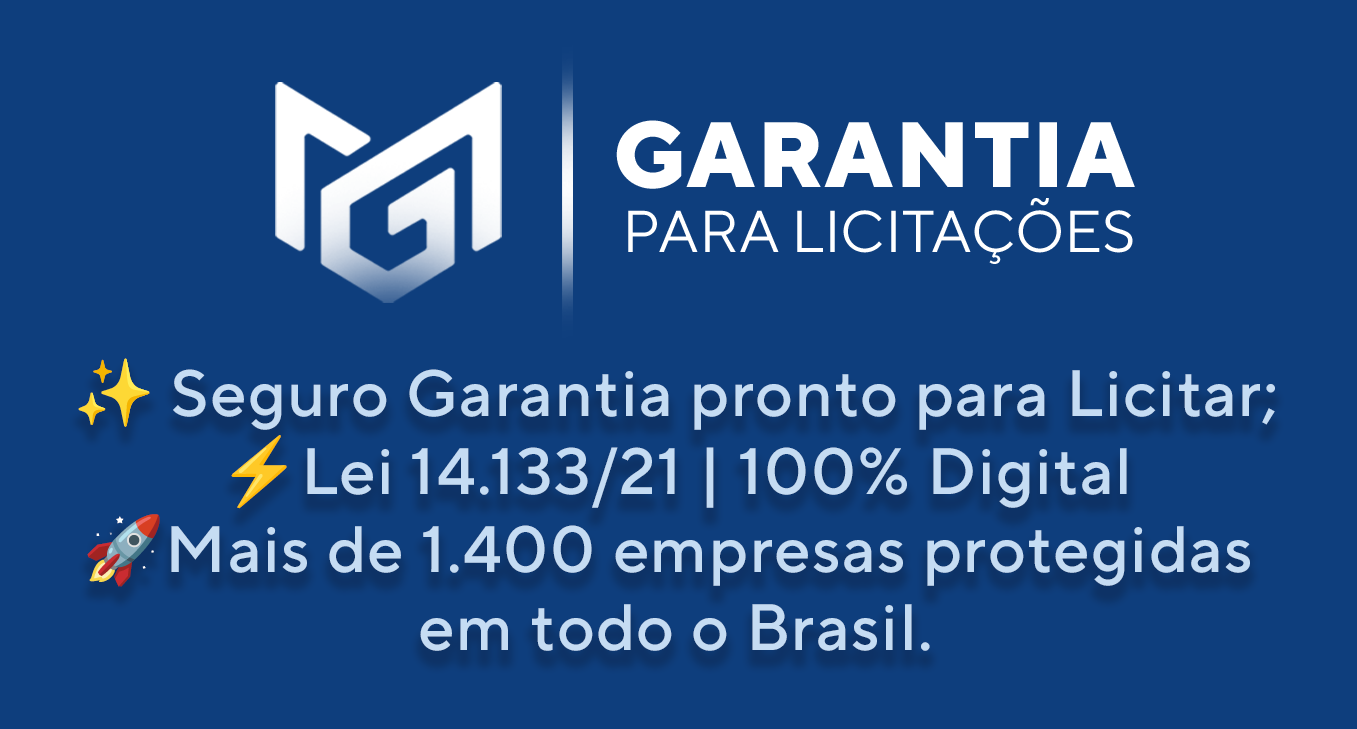 MG
GARANTIA
PARA LICITAÇÕES
✨ Seguro Garantia pronto para Licitar;
⚡Lei 14.133/21 | 100% Digital
🚀Mais de 1.400 empresas protegidas
em todo o Brasil.